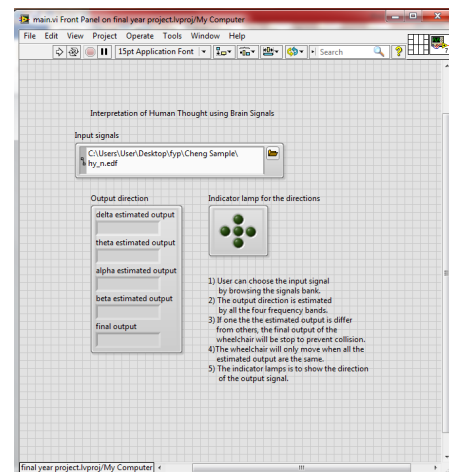 main.vi Front Panel on final year project.lvproj/My Computer
File Edit View Project Operate Tools Window Help
15pt Application Font Search
Interpretation of Human Thought using Brain Signals
Input signals
C:\Users\User\Desktop\fyp\Cheng Sample\
hy_n.edf
Output direction
Indicator lamp for the directions
delta estimated output
theta estimated output
alpha estimated output
beta estimated output
final output
1) User can choose the input signal
by browsing the signals bank.
2) The output direction is estimated
by all the four frequency bands.
3) If one the the estimated output is differ
from others, the final output of the
wheelchair will be stop to prevent collision.
4)The wheelchair will only move when all the
estimated output are the same.
5) The indicator lamps is to show the direction
of the output signal.
final year project.lvproj/My Computer